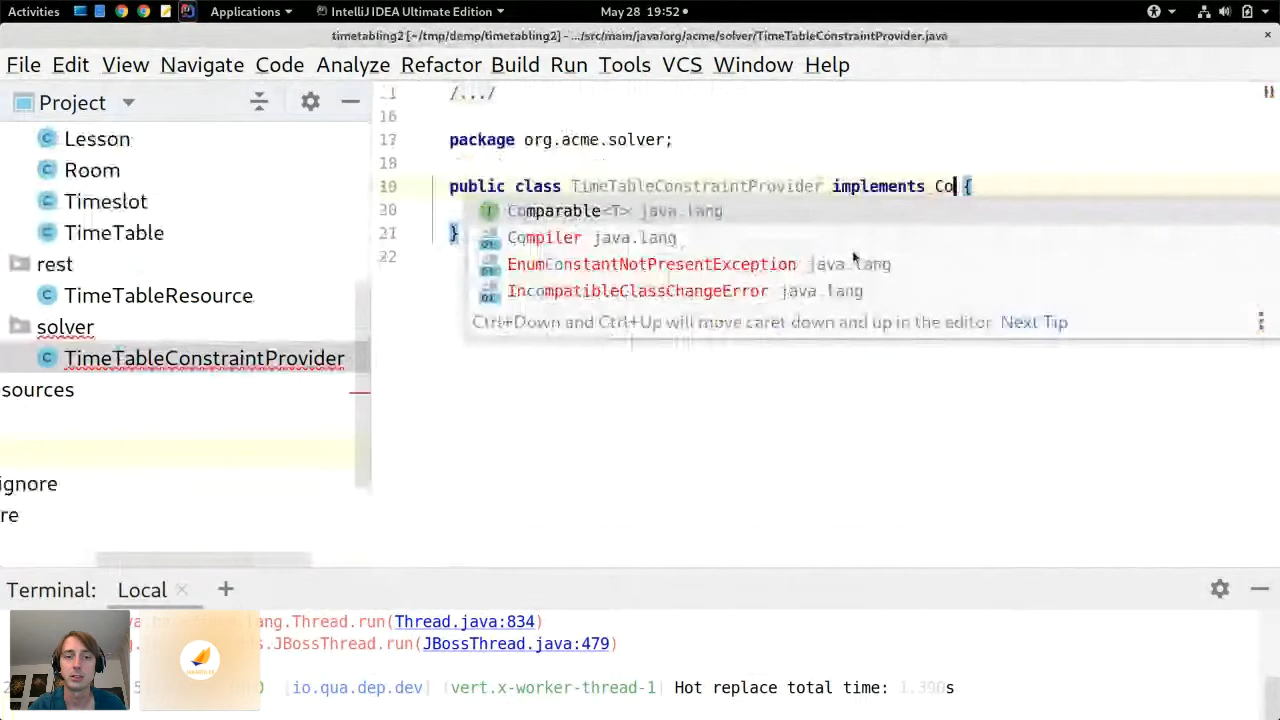 Activities Applications IntelliJ IDEA Ultimate Edition May 28 19:52
timetabling2 [~/tmp/demo/timetabling2] - .../src/main/java/org/acme/solver/TimeTableConstraintProvider.java ×
File Edit View Navigate Code Analyze Refactor Build Run Tools VCS Window Help
Project
Lesson
Room
Timeslot
TimeTable
rest
TimeTableResource
solver
TimeTableConstraintProvider
sources
ignore
re
/.../
16
17 package org.acme.solver;
18
19 public class TimeTableConstraintProvider implements Co {
20
21 }
22
Comparable<T> java.lang
Compiler java.lang
EnumConstantNotPresentException java.lang
IncompatibleClassChangeError java.lang
Ctrl+Down and Ctrl+Up will move caret down and up in the editor Next Tip
Terminal: Local × +
.lang.Thread.run(Thread.java:834)
s.JBossThread.run(JBossThread.java:479)
[io.qua.dep.dev] (vert.x-worker-thread-1) Hot replace total time: 1.390s